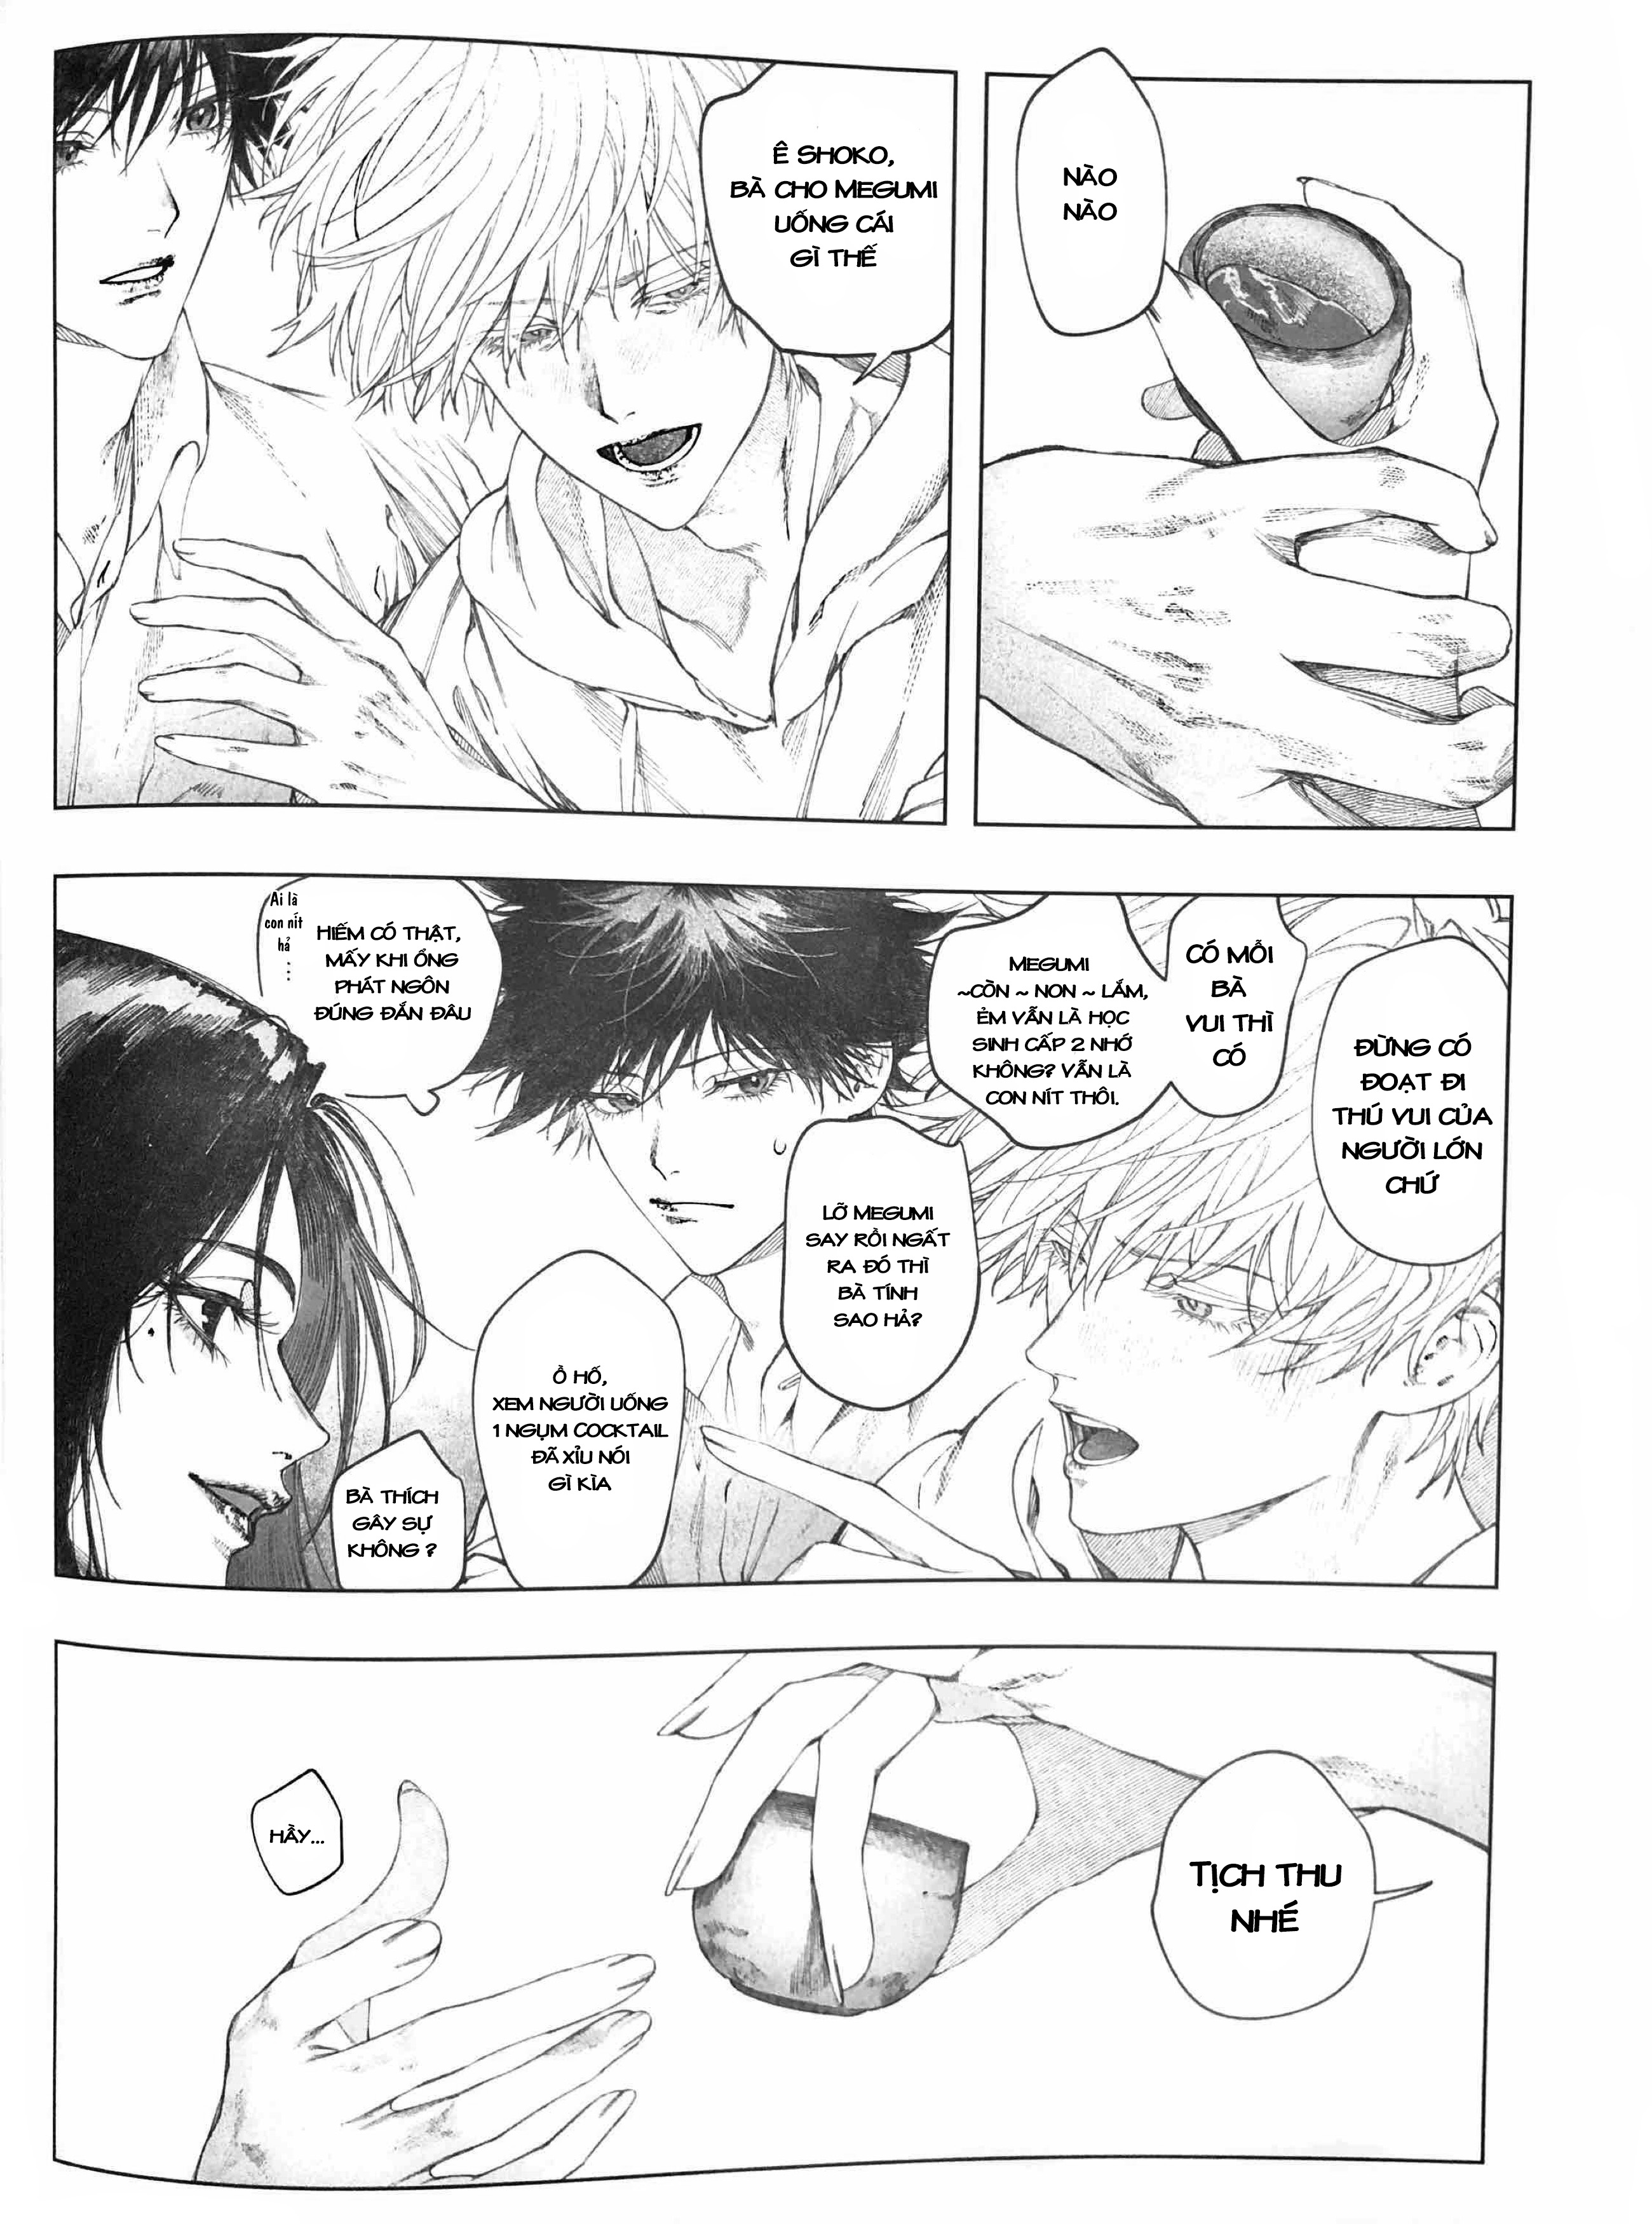 NÀO
NÀO
Ê SHOKO,
BÀ CHO MEGUMI
UỐNG CÁI
GÌ THẾ
ĐỪNG CÓ
ĐOẠT ĐI
THÚ VUI CỦA
NGƯỜI LỚN
CHỨ
CÓ MỖI
BÀ
VUI THÌ
CÓ
MEGUMI
~CÒN ~ NON ~ LẮM,
ẺM VẪN LÀ HỌC
SINH CẤP 2 NHỚ
KHÔNG? VẪN LÀ
CON NÍT THÔI.
LỠ MEGUMI
SAY RỒI NGẤT
RA ĐÓ THÌ
BÀ TÍNH
SAO HẢ?
HIẾM CÓ THẬT,
MẤY KHI ỔNG
PHÁT NGÔN
ĐÚNG ĐẮN ĐÂU
Ai là
con nít
hả
...
Ồ HỐ,
XEM NGƯỜI UỐNG
1 NGỤM COCKTAIL
ĐÃ XỈU NÓI
GÌ KÌA
BÀ THÍCH
GÂY SỰ
KHÔNG ?
TỊCH THU
NHÉ
HẦY...